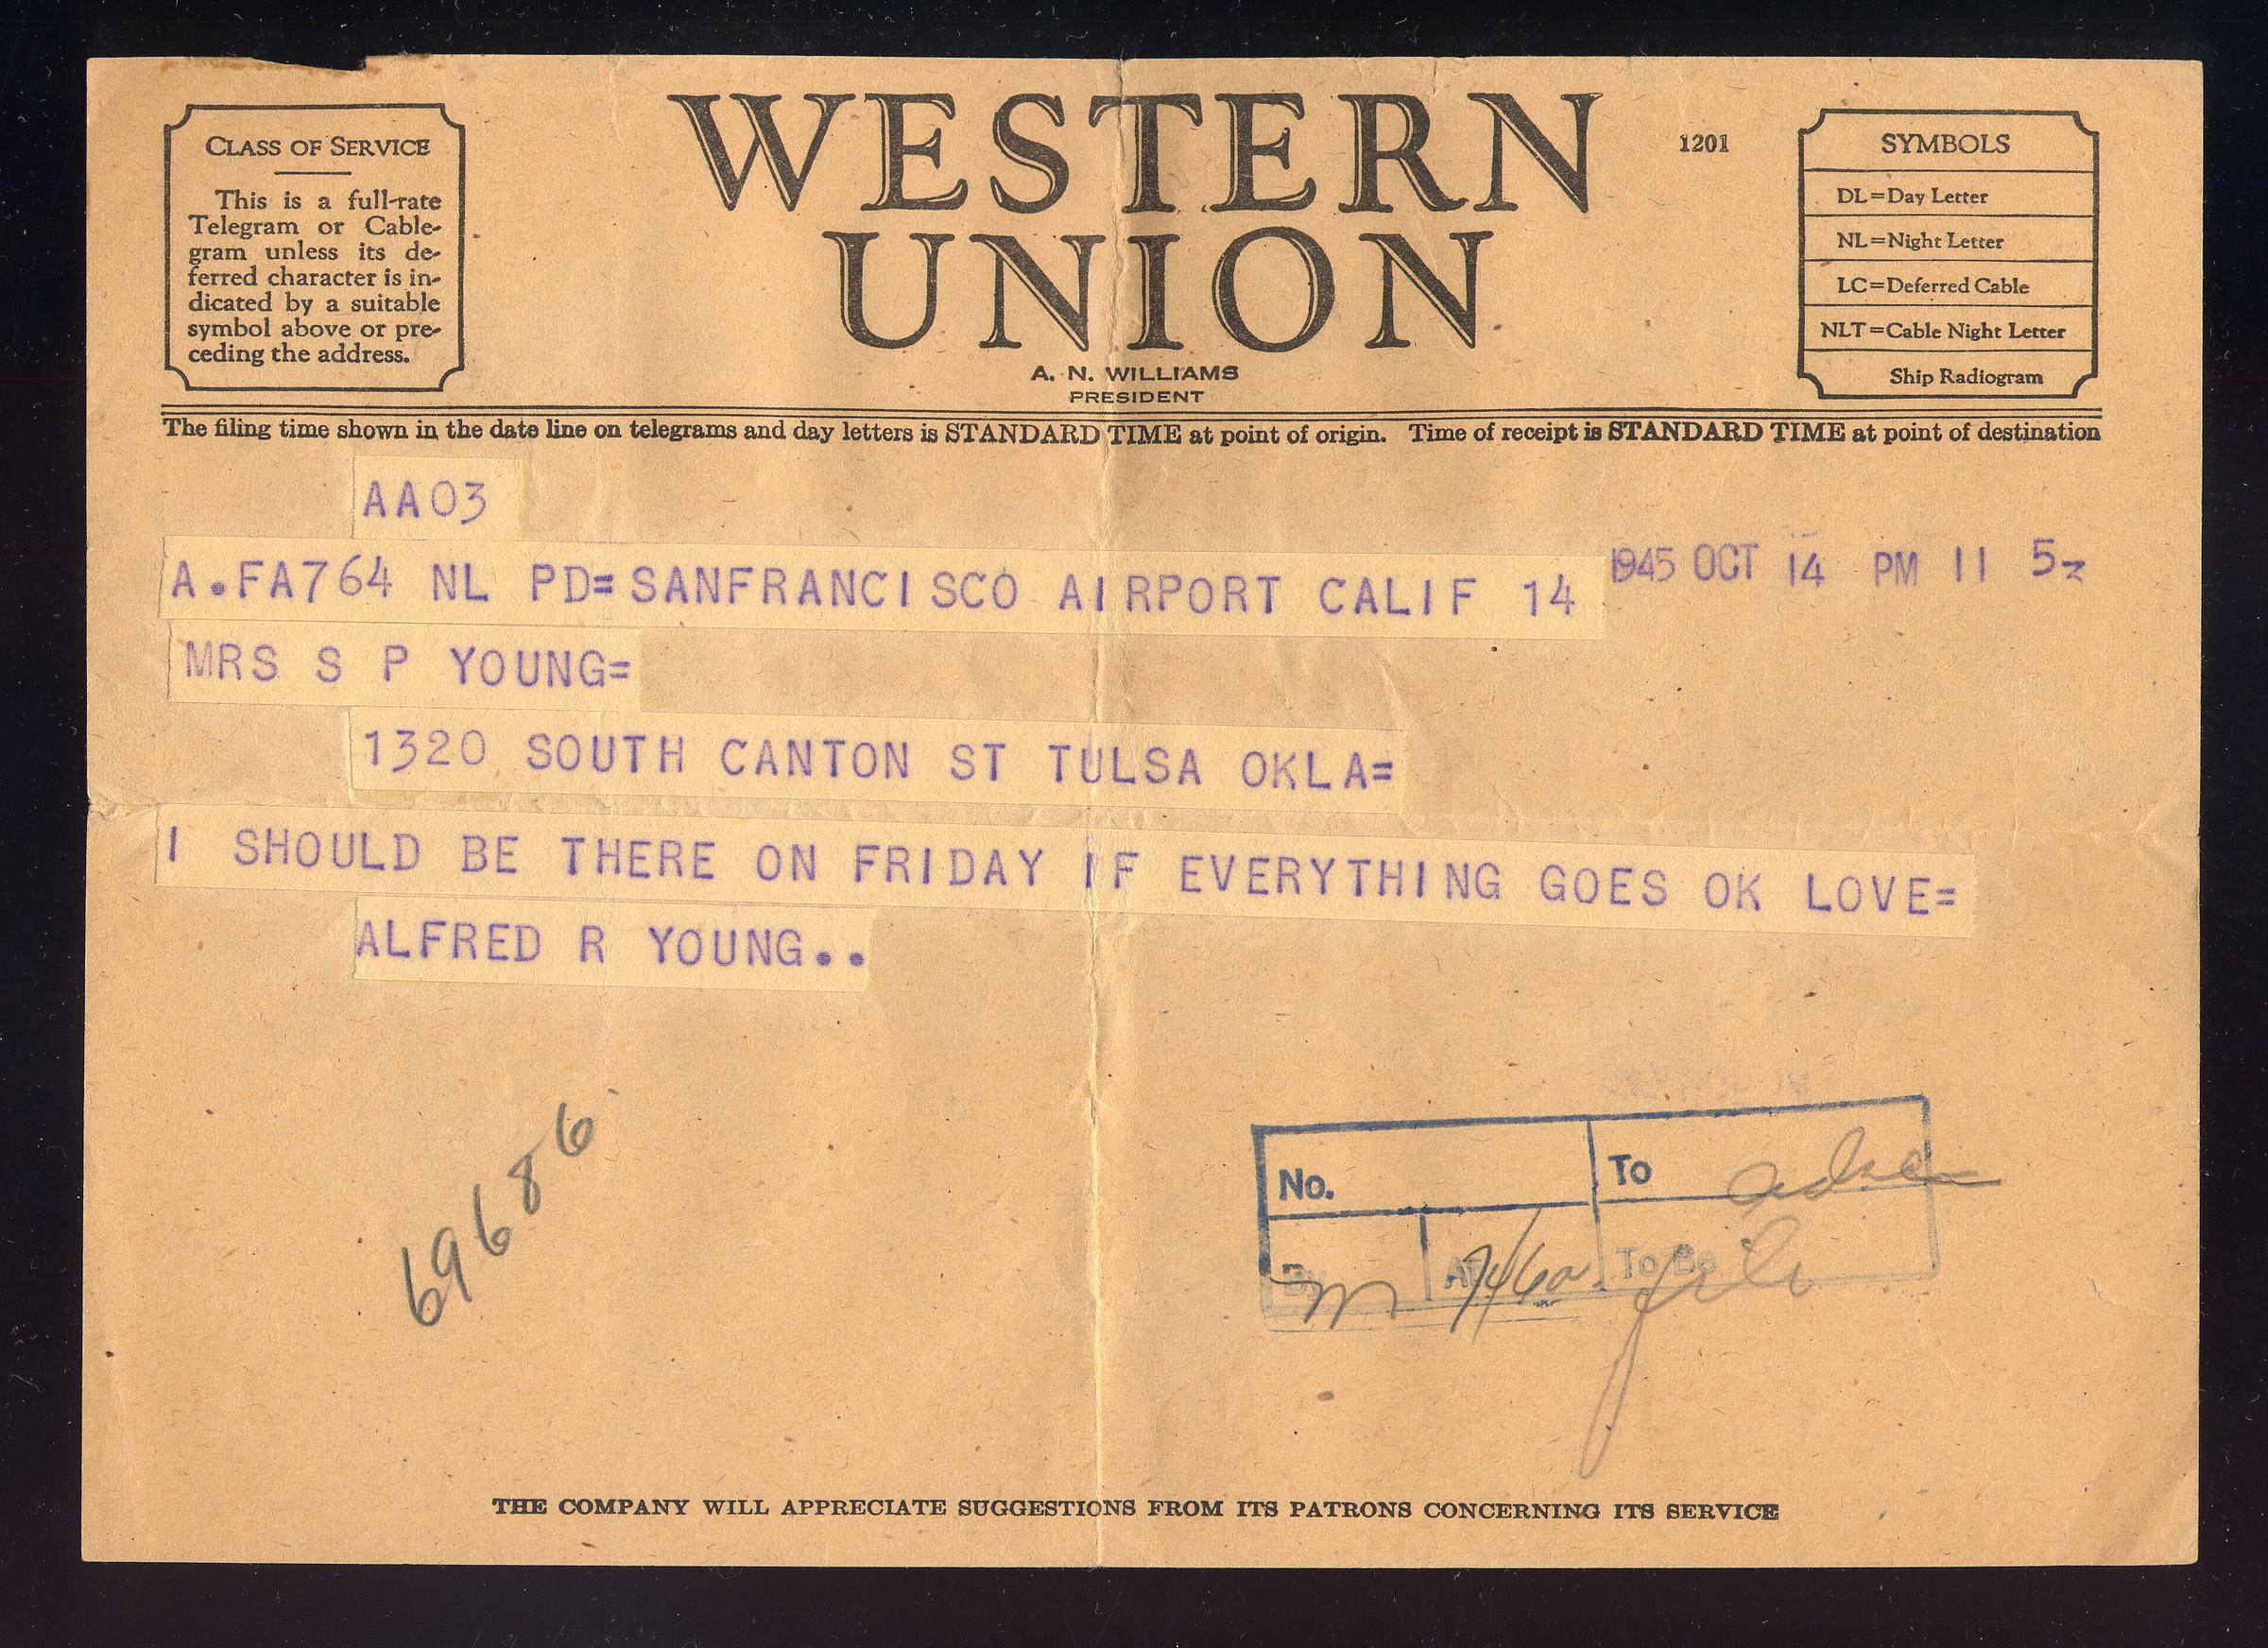 CLASS OF SERVICE
This is a full-rate
Telegram or Cable-
gram unless its de-
ferred character is in-
dicated by a suitable
symbol above or pre-
ceding the address.
WESTERN
UNION
A. N. WILLIAMS
PRESIDENT
1201
SYMBOLS
DL=Day Letter
NL=Night Letter
LC=Deferred Cable
NLT=Cable Night Letter
Ship Radiogram
The filing time shown in the date line on telegrams and day letters is STANDARD TIME at point of origin. Time of receipt is STANDARD TIME at point of destination
AA03
A.FA764 NL PD=SANFRANCISCO AIRPORT CALIF 14
1945 OCT 14 PM 11
MRS S P YOUNG=
1320 SOUTH CANTON ST TULSA OKLA=
I SHOULD BE THERE ON FRIDAY IF EVERYTHING GOES OK LOVE=
ALFRED R YOUNG..
69686
No. To
By At To Be
THE COMPANY WILL APPRECIATE SUGGESTIONS FROM ITS PATRONS CONCERNING ITS SERVICE